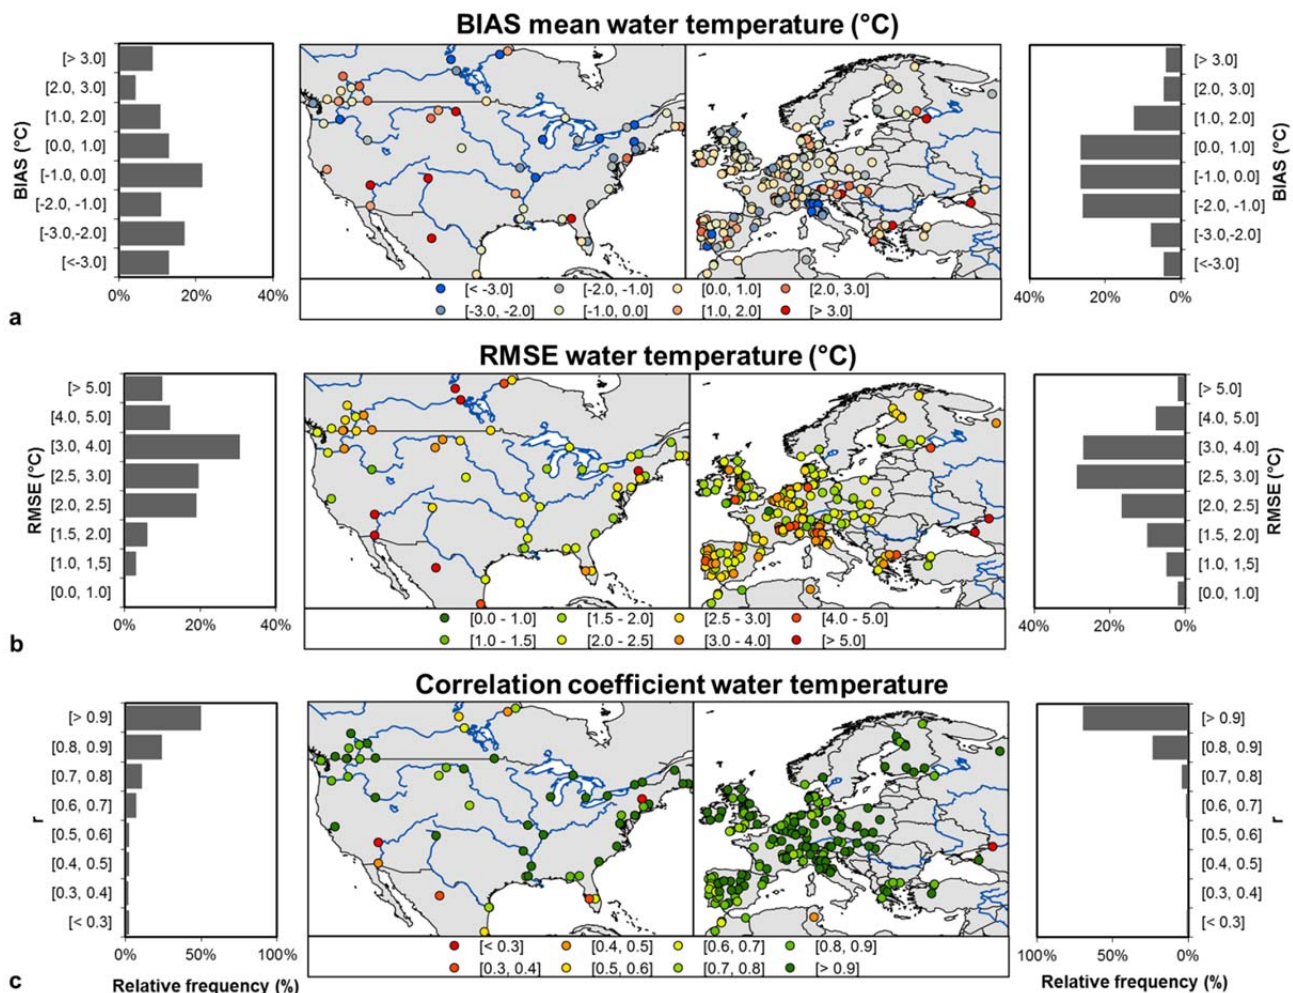 BIAS mean water temperature (°C)
[> 3.0]
[2.0, 3.0]
[1.0, 2.0]
[0.0, 1.0]
[-1.0, 0.0]
[-2.0, -1.0]
[-3.0,-2.0]
[<-3.0]
BIAS (°C)
0% 20% 40%
[> 3.0]
[2.0, 3.0]
[1.0, 2.0]
[0.0, 1.0]
[-1.0, 0.0]
[-2.0, -1.0]
[-3.0,-2.0]
[<-3.0]
BIAS (°C)
40% 20% 0%
[< -3.0] [-2.0, -1.0] [0.0, 1.0] [2.0, 3.0]
[-3.0, -2.0] [-1.0, 0.0] [1.0, 2.0] [> 3.0]
a
RMSE water temperature (°C)
[> 5.0]
[4.0, 5.0]
[3.0, 4.0]
[2.5, 3.0]
[2.0, 2.5]
[1.5, 2.0]
[1.0, 1.5]
[0.0, 1.0]
RMSE (°C)
0% 20% 40%
[> 5.0]
[4.0, 5.0]
[3.0, 4.0]
[2.5, 3.0]
[2.0, 2.5]
[1.5, 2.0]
[1.0, 1.5]
[0.0, 1.0]
RMSE (°C)
40% 20% 0%
[0.0 - 1.0] [1.5 - 2.0] [2.5 - 3.0] [4.0 - 5.0]
[1.0 - 1.5] [2.0 - 2.5] [3.0 - 4.0] [> 5.0]
b
Correlation coefficient water temperature
[> 0.9]
[0.8, 0.9]
[0.7, 0.8]
[0.6, 0.7]
[0.5, 0.6]
[0.4, 0.5]
[0.3, 0.4]
[< 0.3]
r
0% 50% 100%
Relative frequency (%)
[> 0.9]
[0.8, 0.9]
[0.7, 0.8]
[0.6, 0.7]
[0.5, 0.6]
[0.4, 0.5]
[0.3, 0.4]
[< 0.3]
r
100% 50% 0%
Relative frequency (%)
[< 0.3] [0.4, 0.5] [0.6, 0.7] [0.8, 0.9]
[0.3, 0.4] [0.5, 0.6] [0.7, 0.8] [> 0.9]
c